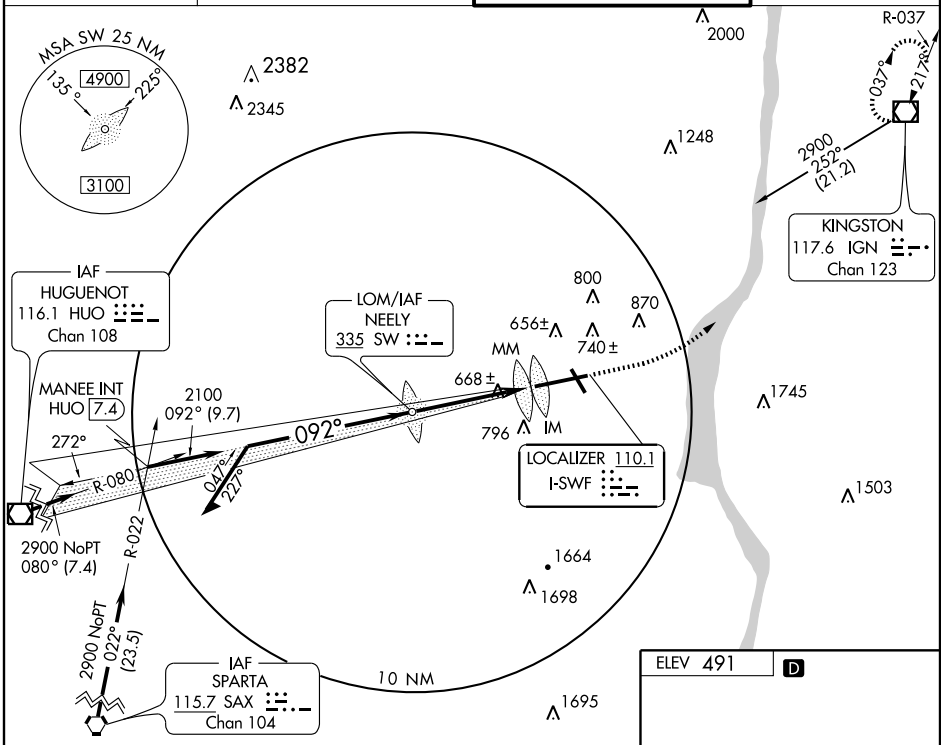 MSA SW 25 NM
135°
4900
225°
3100
2382
2345
2000
R-037
037°
217°
1248
2900
252°
(21.2)
KINGSTON
117.6 IGN
Chan 123
IAF
HUGUENOT
116.1 HUO
Chan 108
LOM/IAF
NEELY
335 SW
800
870
656±
740±
MM
668±
MANEE INT
HUO 7.4
2100
092° (9.7)
092°
796
IM
1745
272°
R-080
047°
227°
LOCALIZER 110.1
I-SWF
1503
2900 NoPT
080° (7.4)
R-022
1664
1698
2900 NoPT
022°
(23.5)
IAF
SPARTA
115.7 SAX
Chan 104
10 NM
1695
ELEV 491
D